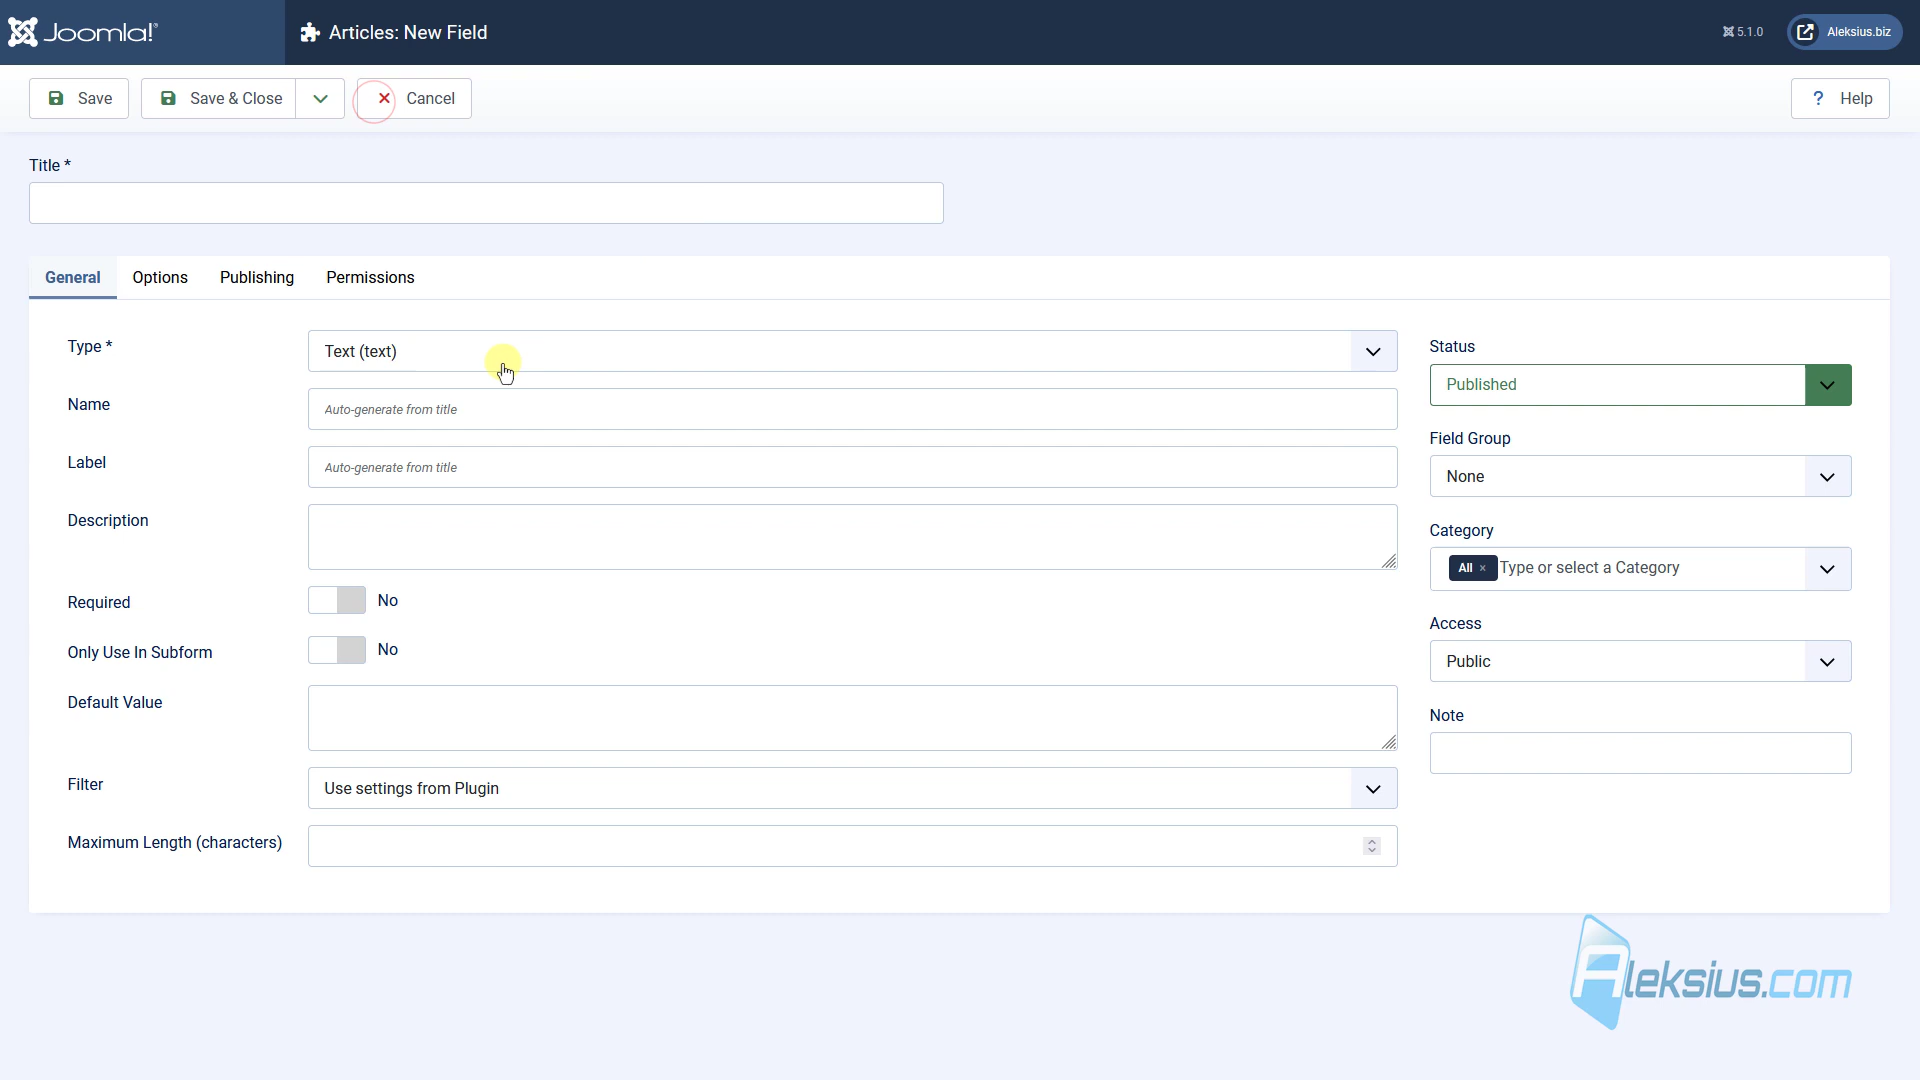 Joomla!®
Articles: New Field
5.1.0
Aleksius.biz
Save
Save & Close
Cancel
? Help
Title *
General
Options
Publishing
Permissions
Type *
Text (text)
Name
Auto-generate from title
Label
Auto-generate from title
Description
Required
No
Only Use In Subform
No
Default Value
Filter
Use settings from Plugin
Maximum Length (characters)
Status
Published
Field Group
None
Category
All × Type or select a Category
Access
Public
Note
Aleksius.com